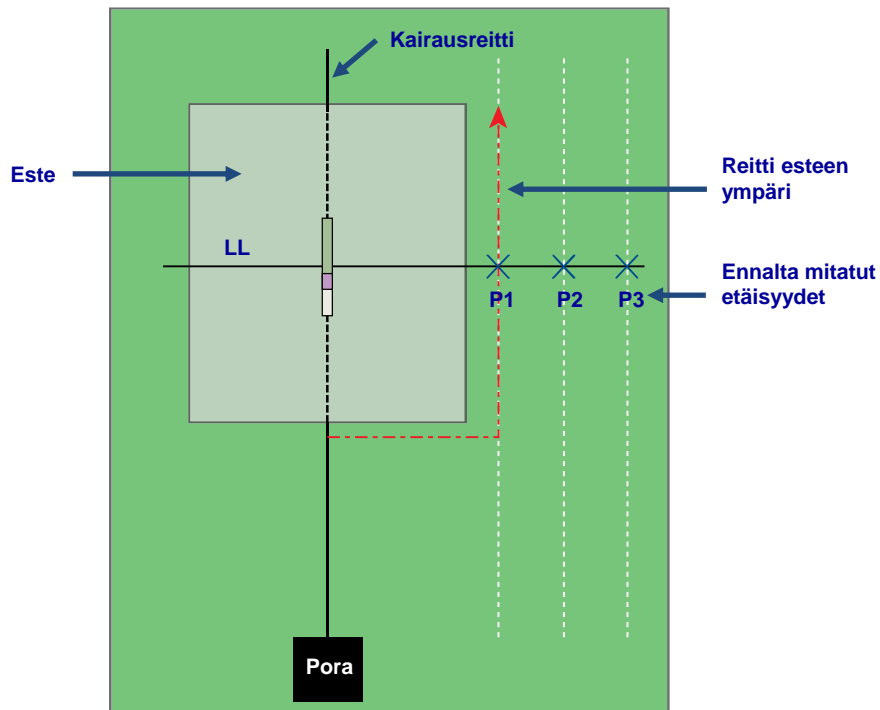 Kairausreitti
Este
Reitti esteen
ympäri
LL
Ennalta mitatut
etäisyydet
P1
P2
P3
Pora